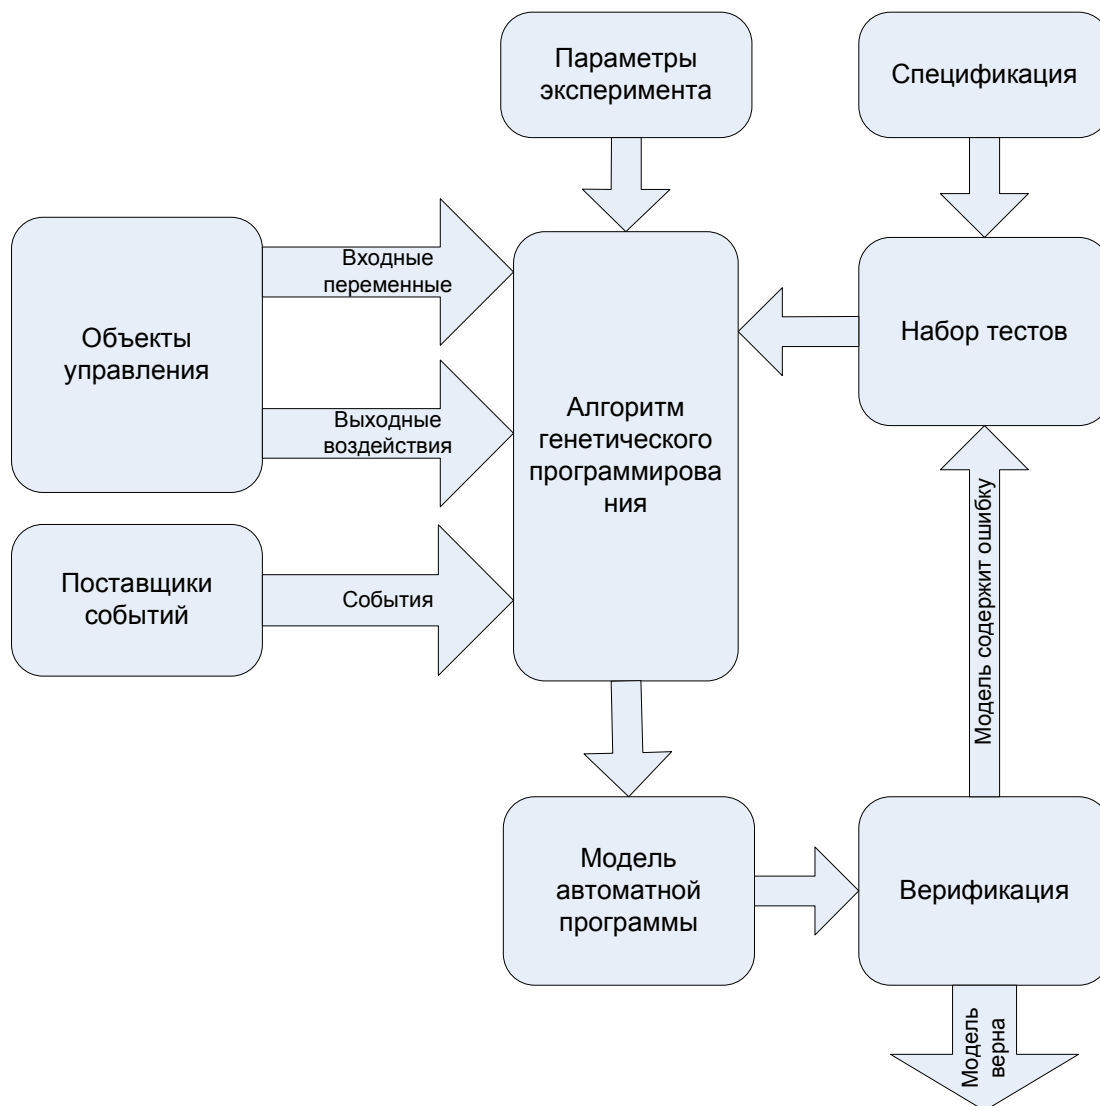 Параметры
эксперимента
Спецификация
Входные
переменные
Объекты
управления
Набор тестов
Выходные
воздействия
Алгоритм
генетического
программирова
ния
Поставщики
событий
События
Модель содержит ошибку
Модель
автоматной
программы
Верификация
Модель
верна